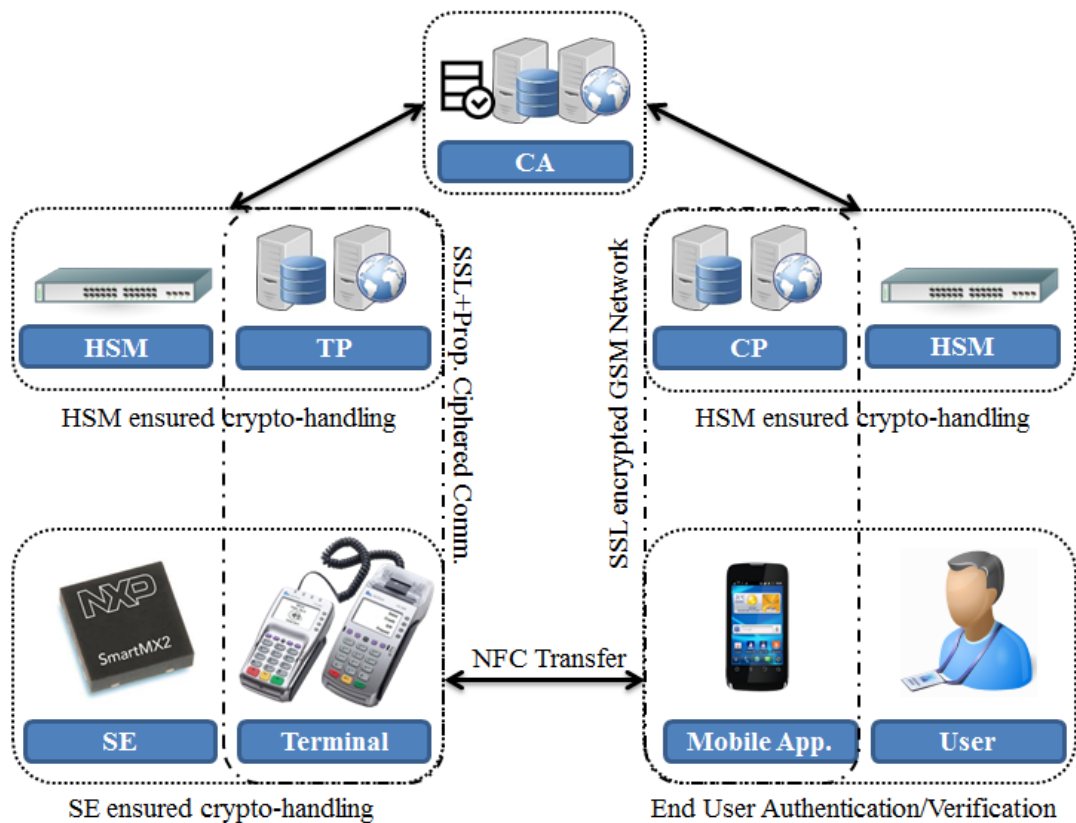 CA
HSM
TP
CP
HSM
HSM ensured crypto-handling
SSL+Prop. Ciphered Comm.
SSL encrypted GSM Network
HSM ensured crypto-handling
NXP
SmartMX2
NFC Transfer
SE
Terminal
Mobile App.
User
SE ensured crypto-handling
End User Authentication/Verification